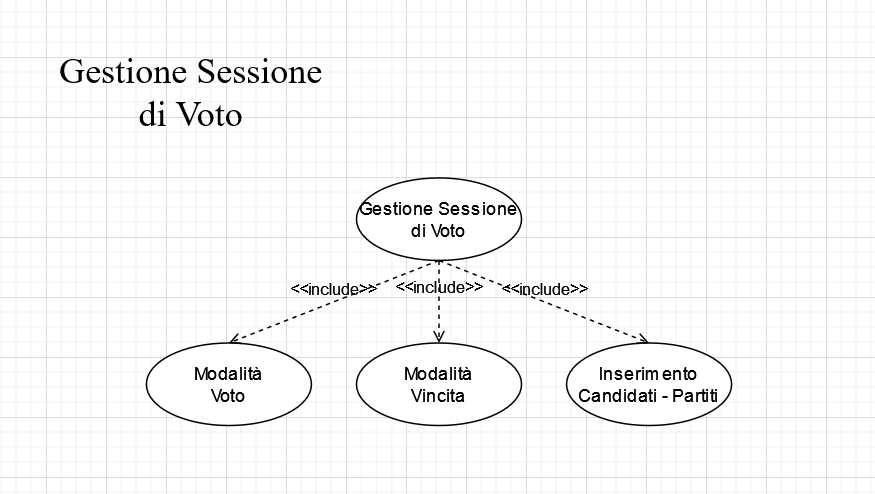 Gestione Sessione
di Voto
Gestione Sessione
di Voto
<<include>>
<<include>>
<<include>>
Modalità
Voto
Modalità
Vincita
Inserimento
Candidati - Partiti